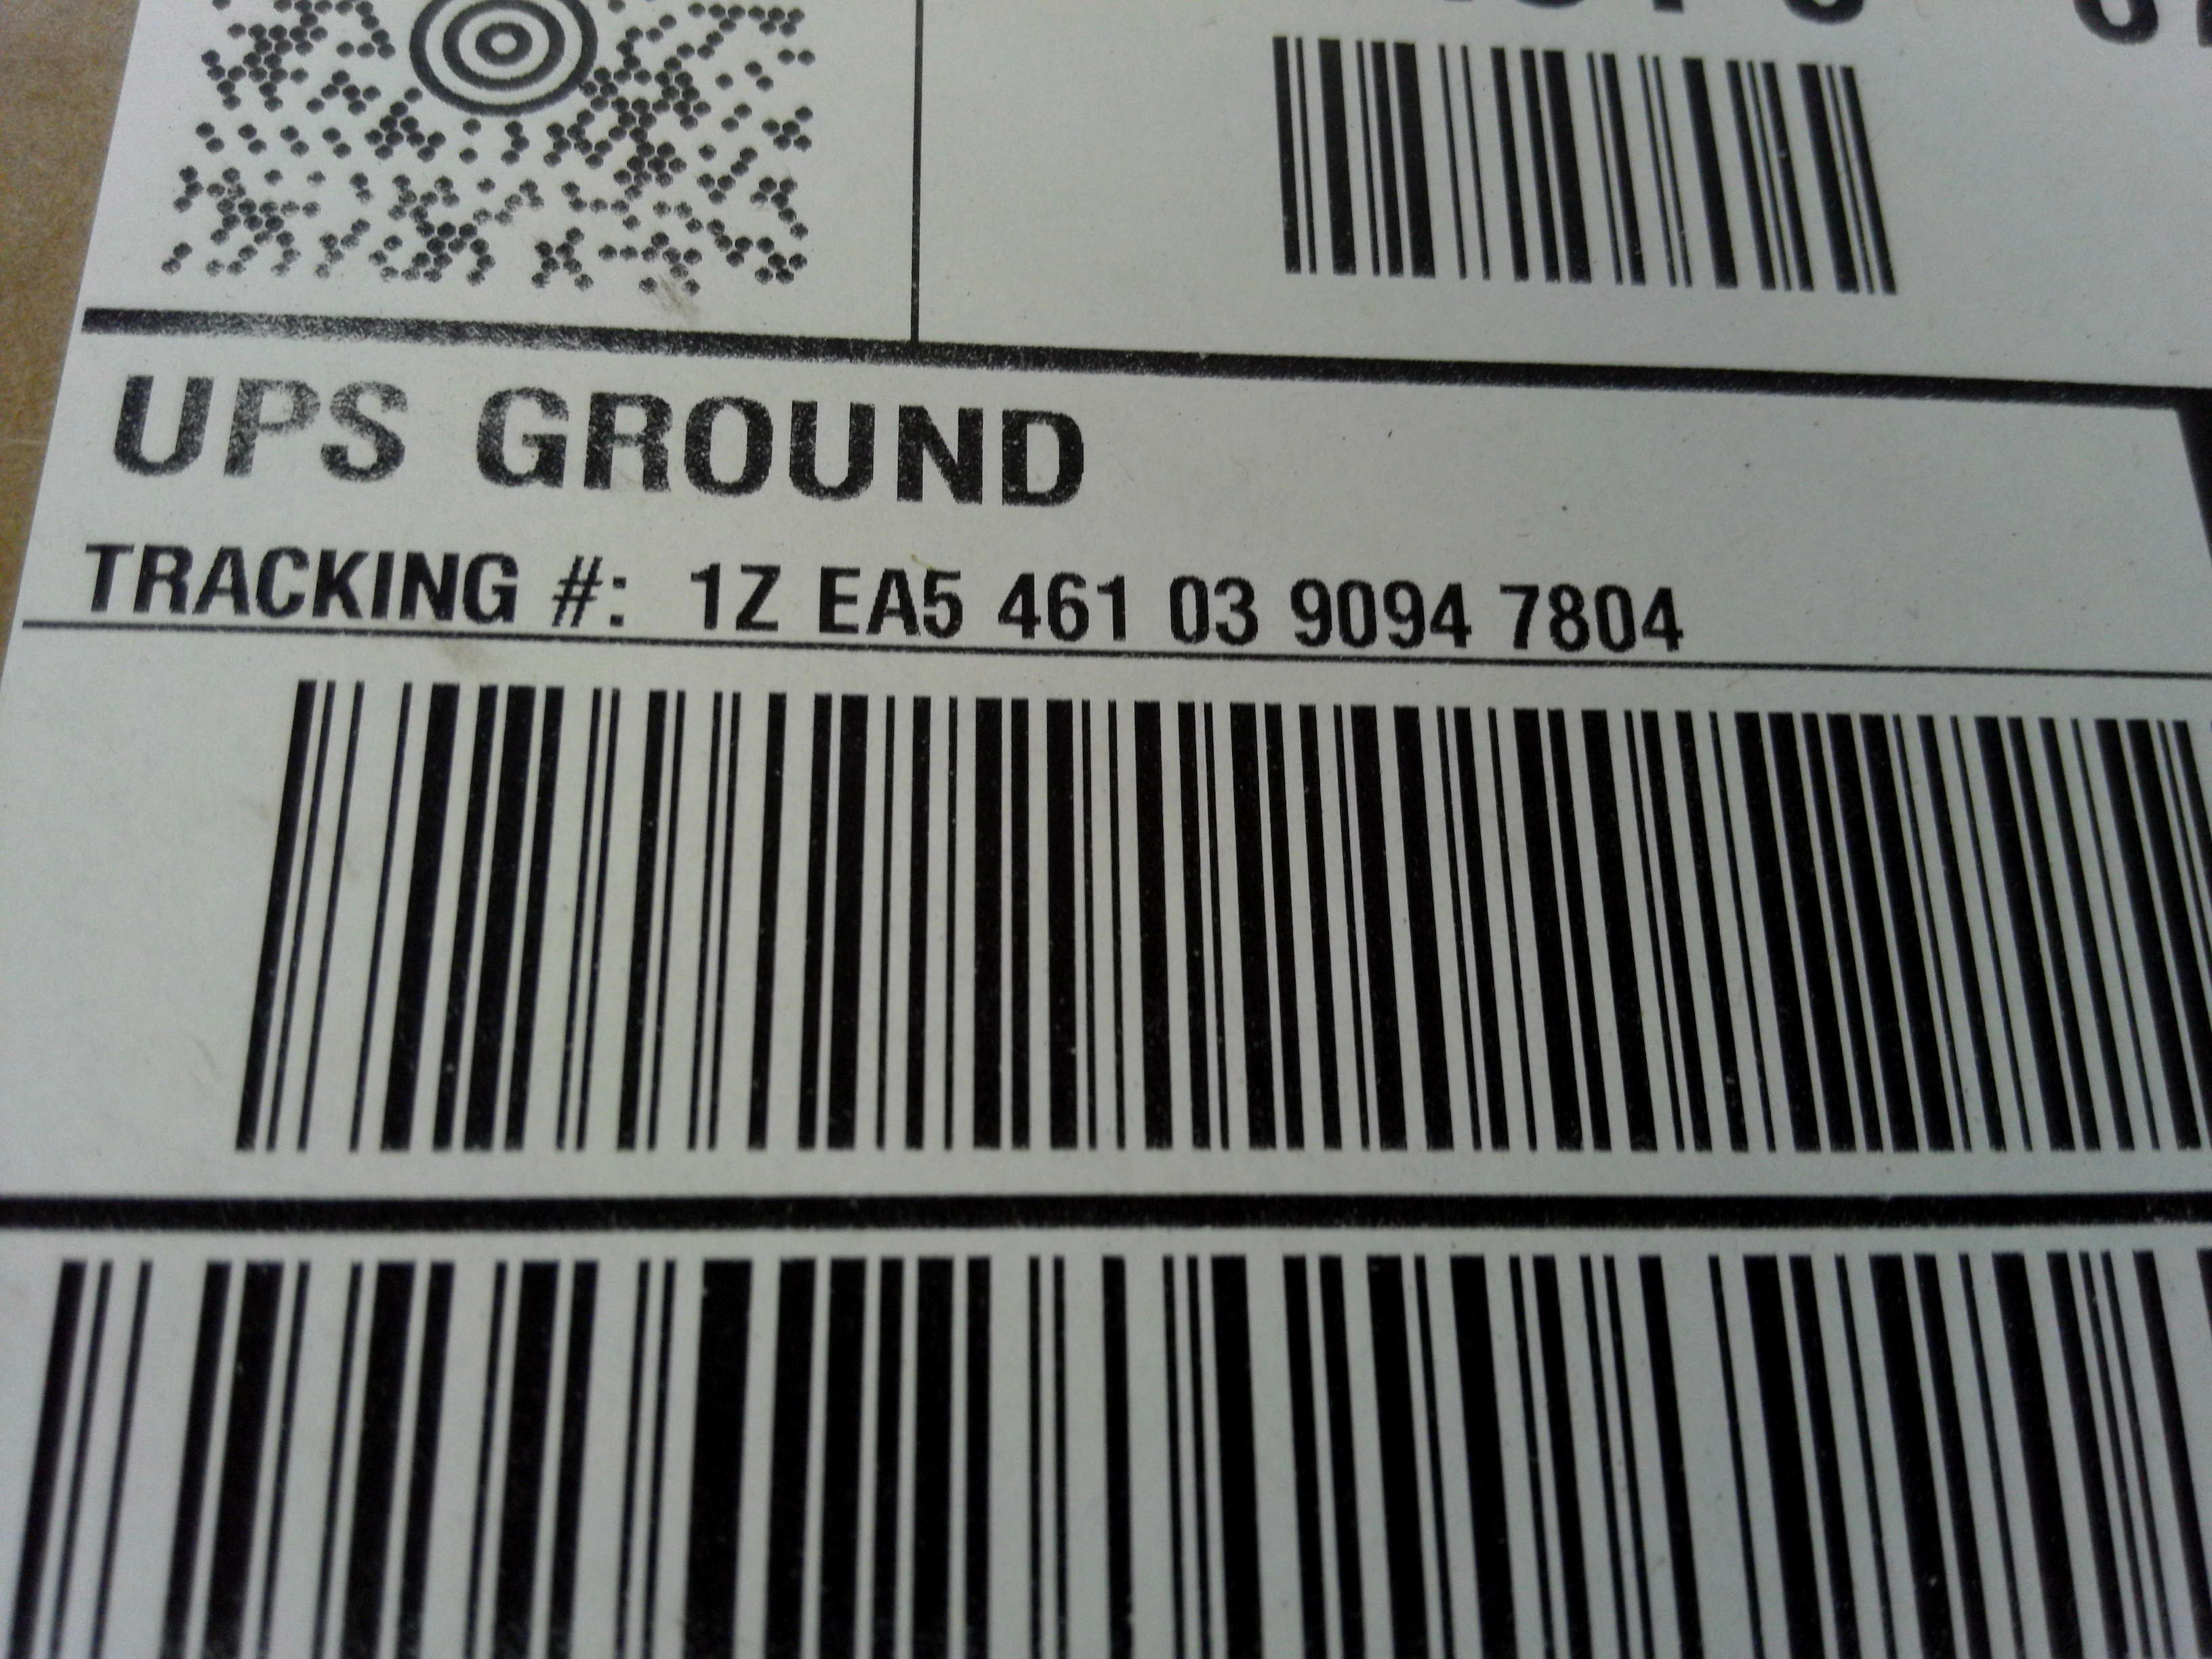 UPS GROUND
TRACKING #: 1Z EA5 461 03 9094 7804